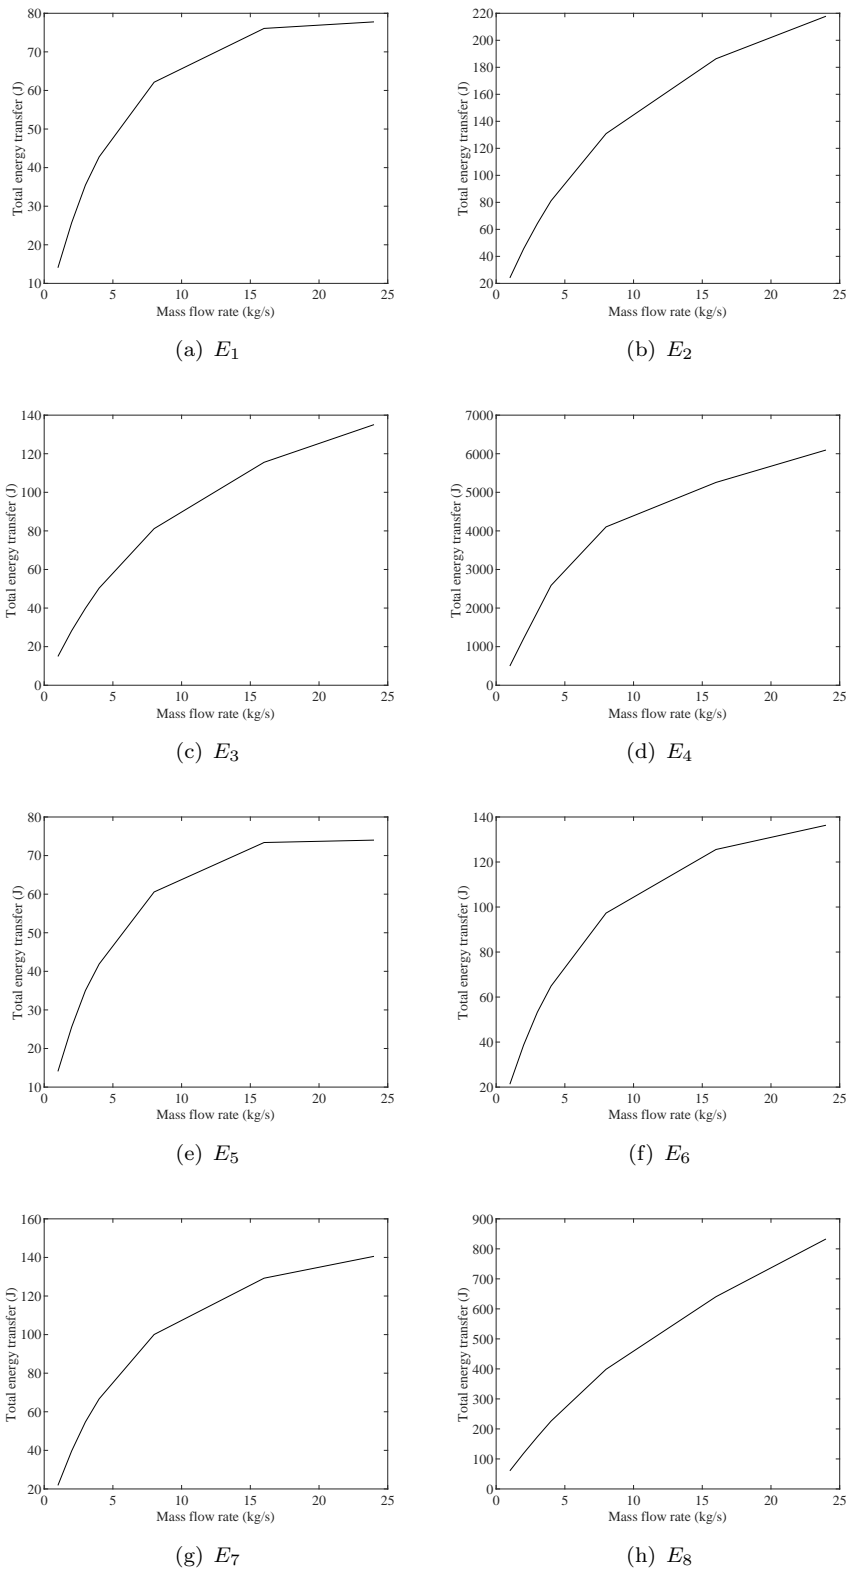 80
70
60
50
40
30
20
10
0 5 10 15 20 25
Total energy transfer (J)
Mass flow rate (kg/s)
(a) E1
220
200
180
160
140
120
100
80
60
40
20
0 5 10 15 20 25
Total energy transfer (J)
Mass flow rate (kg/s)
(b) E2
140
120
100
80
60
40
20
0
0 5 10 15 20 25
Total energy transfer (J)
Mass flow rate (kg/s)
(c) E3
7000
6000
5000
4000
3000
2000
1000
0
0 5 10 15 20 25
Total energy transfer (J)
Mass flow rate (kg/s)
(d) E4
80
70
60
50
40
30
20
10
0 5 10 15 20 25
Total energy transfer (J)
Mass flow rate (kg/s)
(e) E5
140
120
100
80
60
40
20
0 5 10 15 20 25
Total energy transfer (J)
Mass flow rate (kg/s)
(f) E6
160
140
120
100
80
60
40
20
0 5 10 15 20 25
Total energy transfer (J)
Mass flow rate (kg/s)
(g) E7
900
800
700
600
500
400
300
200
100
0
0 5 10 15 20 25
Total energy transfer (J)
Mass flow rate (kg/s)
(h) E8